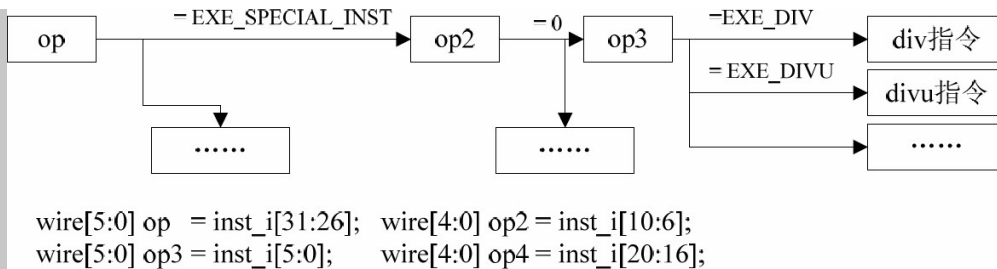 = EXE_SPECIAL_INST = 0 =EXE_DIV
op op2 op3 div指令
= EXE_DIVU
divu指令
…… …… ……
wire[5:0] op = inst_i[31:26]; wire[4:0] op2 = inst_i[10:6];
wire[5:0] op3 = inst_i[5:0]; wire[4:0] op4 = inst_i[20:16];